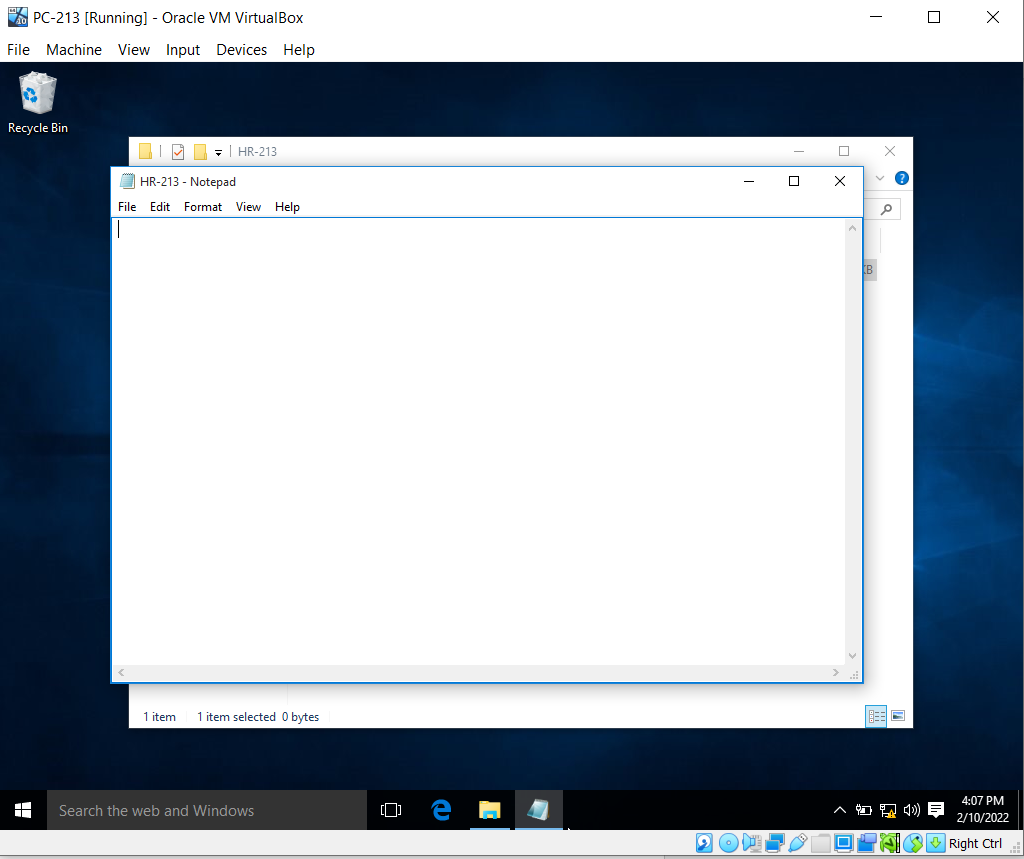 PC-213 [Running] - Oracle VM VirtualBox
File Machine View Input Devices Help
Recycle Bin
HR-213
HR-213 - Notepad
File Edit Format View Help
1 item 1 item selected 0 bytes
Search the web and Windows
4:07 PM
2/10/2022
Right Ctrl